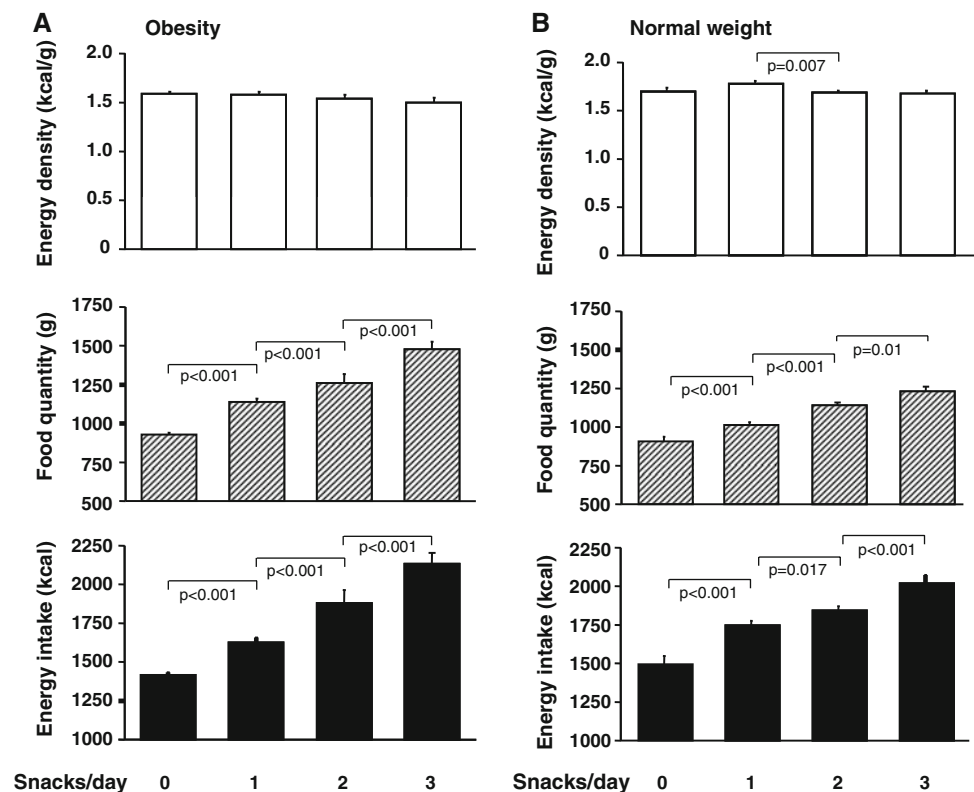 A Obesity
2.0
1.5
1.0
0.5
0
Energy density (kcal/g)
1750
1500
1250
1000
750
500
Food quantity (g)
p<0.001
p<0.001
p<0.001
2250
2000
1750
1500
1250
1000
Energy intake (kcal)
p<0.001
p<0.001
p<0.001
Snacks/day 0 1 2 3
B Normal weight
2.0
1.5
1.0
0.5
0
Energy density (kcal/g)
p=0.007
1750
1500
1250
1000
750
500
Food quantity (g)
p=0.01
p<0.001
p<0.001
2250
2000
1750
1500
1250
1000
Energy intake (kcal)
p<0.001
p=0.017
p<0.001
0 1 2 3